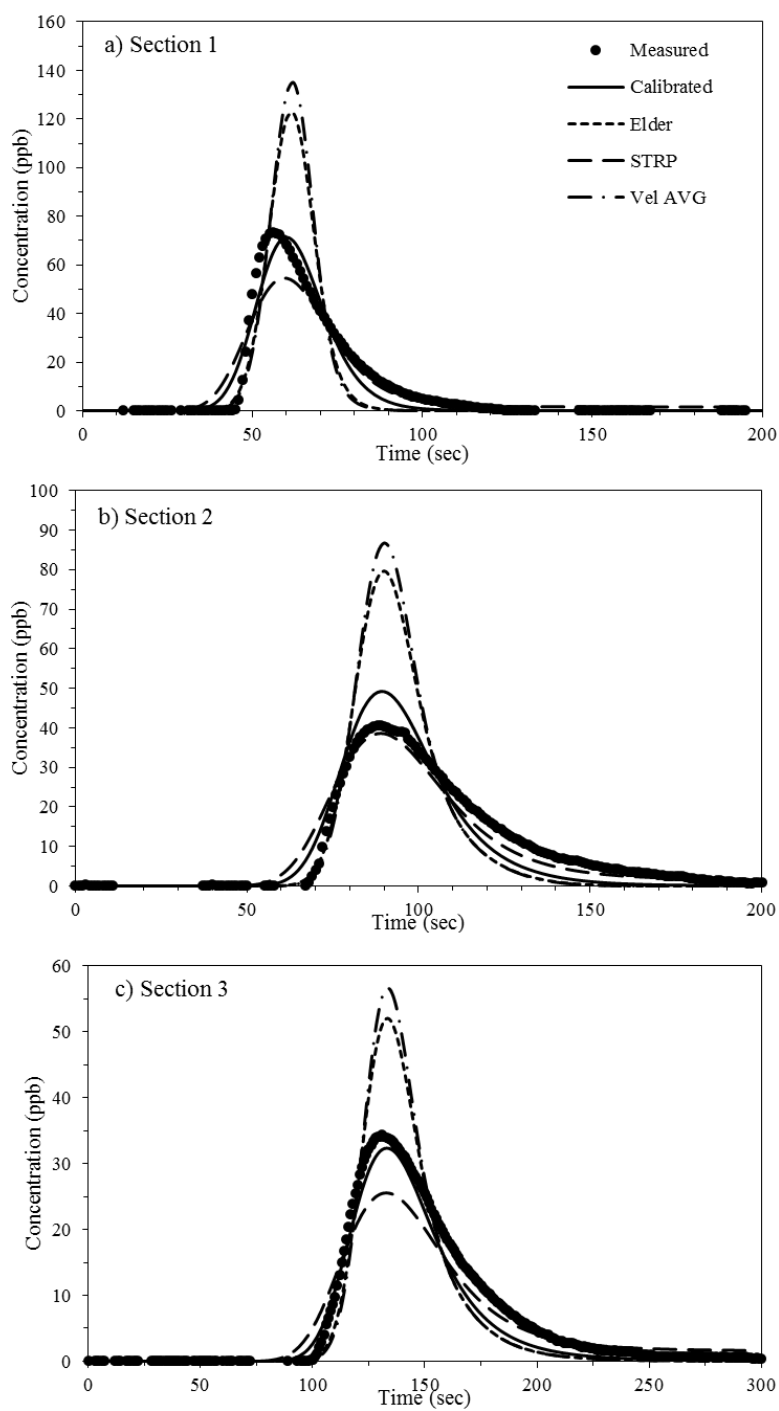 a) Section 1
Measured
Calibrated
Elder
STRP
Vel AVG
Concentration (ppb)
160
140
120
100
80
60
40
20
0
0 50 100 150 200
Time (sec)
b) Section 2
Concentration (ppb)
100
90
80
70
60
50
40
30
20
10
0
0 50 100 150 200
Time (sec)
c) Section 3
Concentration (ppb)
60
50
40
30
20
10
0
0 50 100 150 200 250 300
Time (sec)